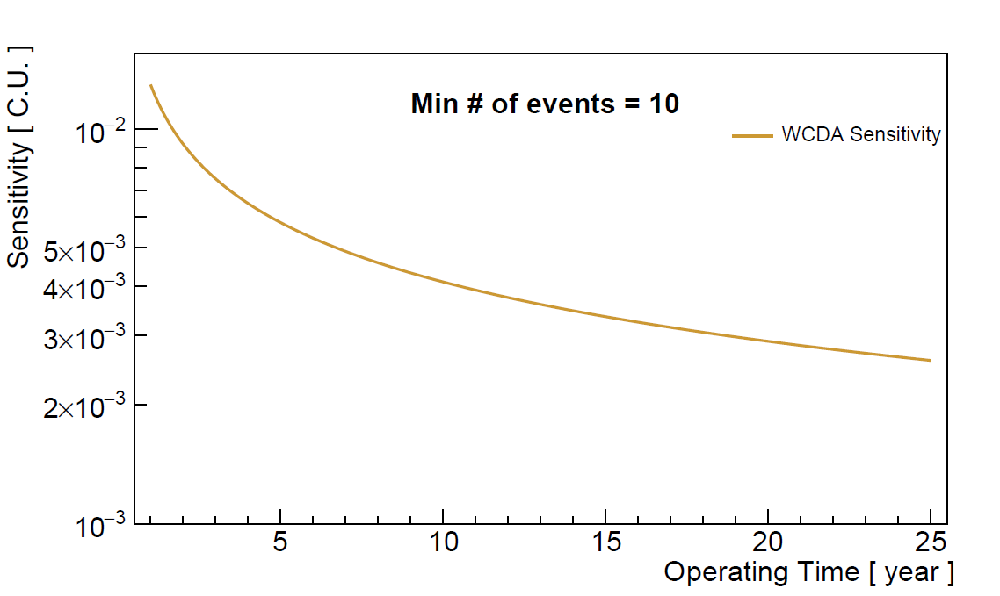 Sensitivity [ C.U. ]
Min # of events = 10
WCDA Sensitivity
10⁻²
5×10⁻³
4×10⁻³
3×10⁻³
2×10⁻³
10⁻³
5 10 15 20 25
Operating Time [ year ]